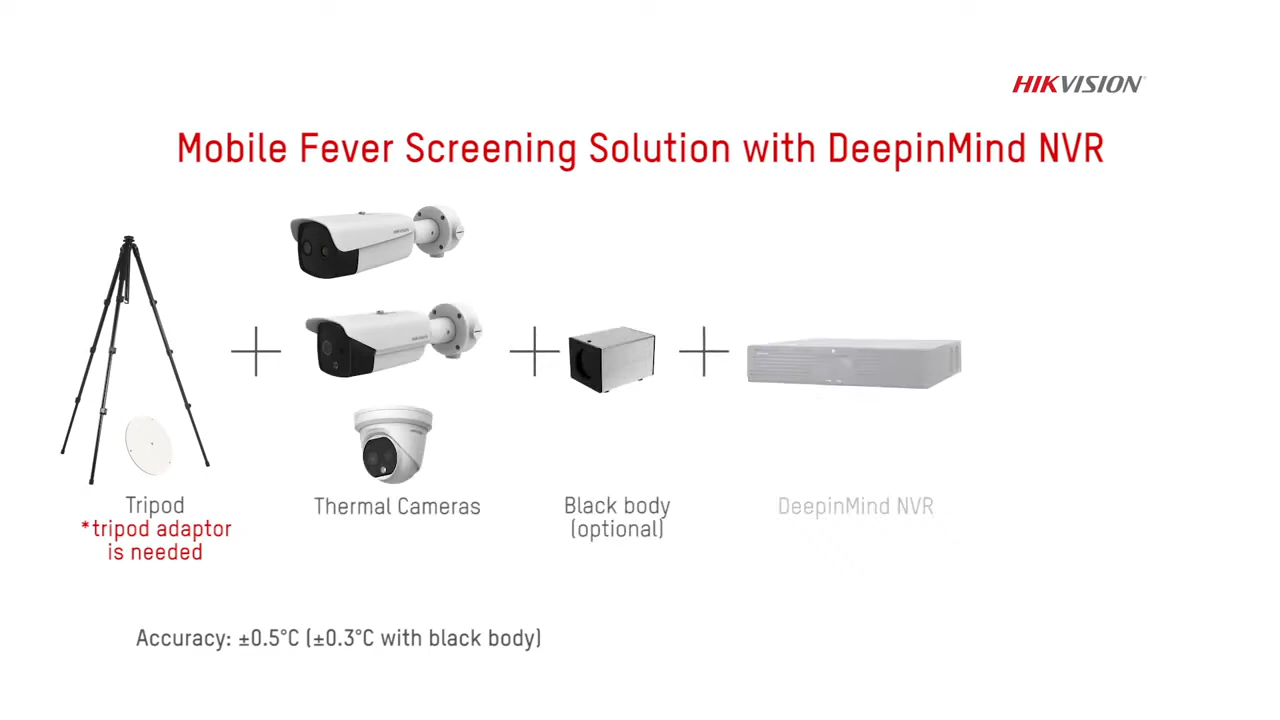 HIKVISION
Mobile Fever Screening Solution with DeepinMind NVR
Tripod
*tripod adaptor
is needed
Thermal Cameras
Black body
(optional)
DeepinMind NVR
Accuracy: ±0.5°C (±0.3°C with black body)